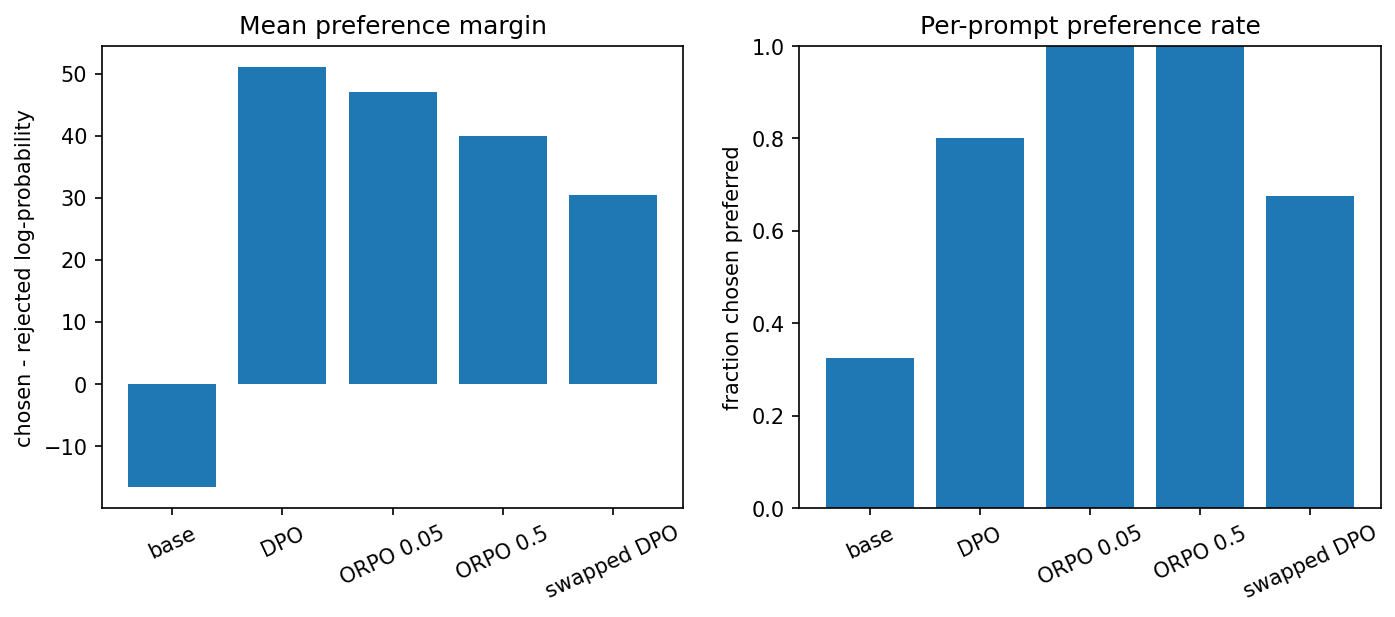 Mean preference margin
chosen - rejected log-probability
50
40
30
20
10
0
−10
base
DPO
ORPO 0.05
ORPO 0.5
swapped DPO
Per-prompt preference rate
fraction chosen preferred
1.0
0.8
0.6
0.4
0.2
0.0
base
DPO
ORPO 0.05
ORPO 0.5
swapped DPO